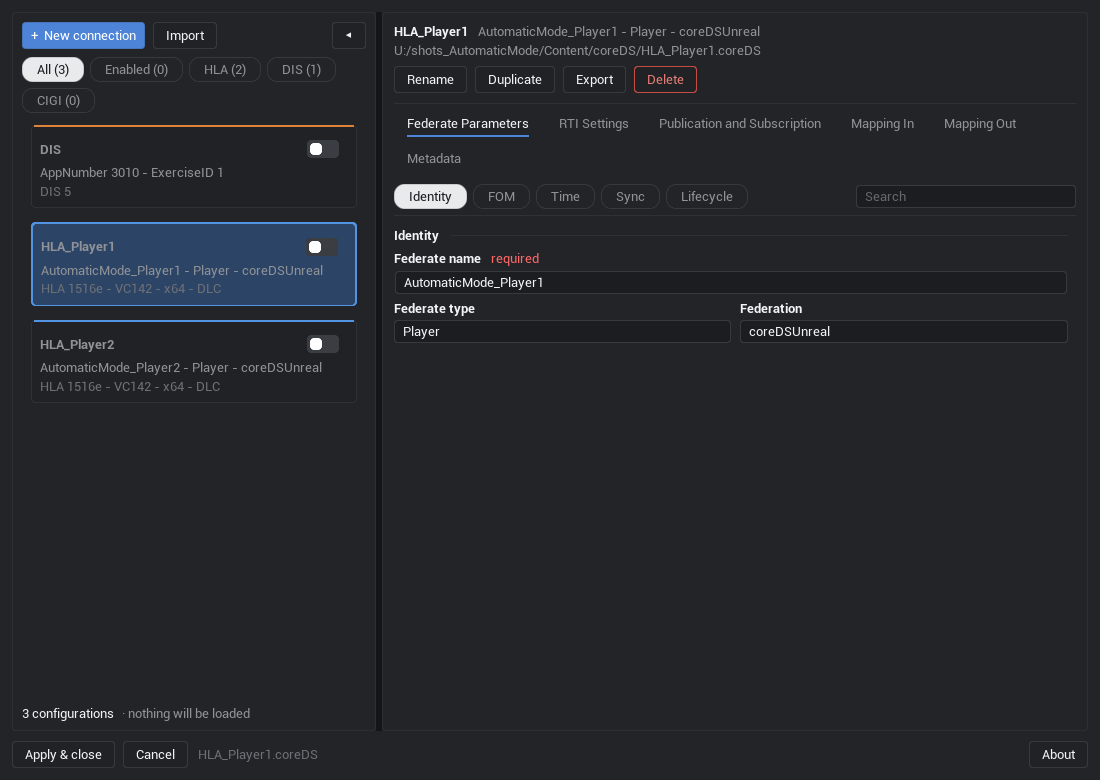 + New connection
Import
◂
All (3)
Enabled (0)
HLA (2)
DIS (1)
CIGI (0)
DIS
AppNumber 3010 - ExerciseID 1
DIS 5
HLA_Player1
AutomaticMode_Player1 - Player - coreDSUnreal
HLA 1516e - VC142 - x64 - DLC
HLA_Player2
AutomaticMode_Player2 - Player - coreDSUnreal
HLA 1516e - VC142 - x64 - DLC
3 configurations · nothing will be loaded
HLA_Player1 AutomaticMode_Player1 - Player - coreDSUnreal
U:/shots_AutomaticMode/Content/coreDS/HLA_Player1.coreDS
Rename
Duplicate
Export
Delete
Federate Parameters
RTI Settings
Publication and Subscription
Mapping In
Mapping Out
Metadata
Identity
FOM
Time
Sync
Lifecycle
Search
Identity
Federate name required
AutomaticMode_Player1
Federate type
Federation
Player
coreDSUnreal
Apply & close
Cancel
HLA_Player1.coreDS
About